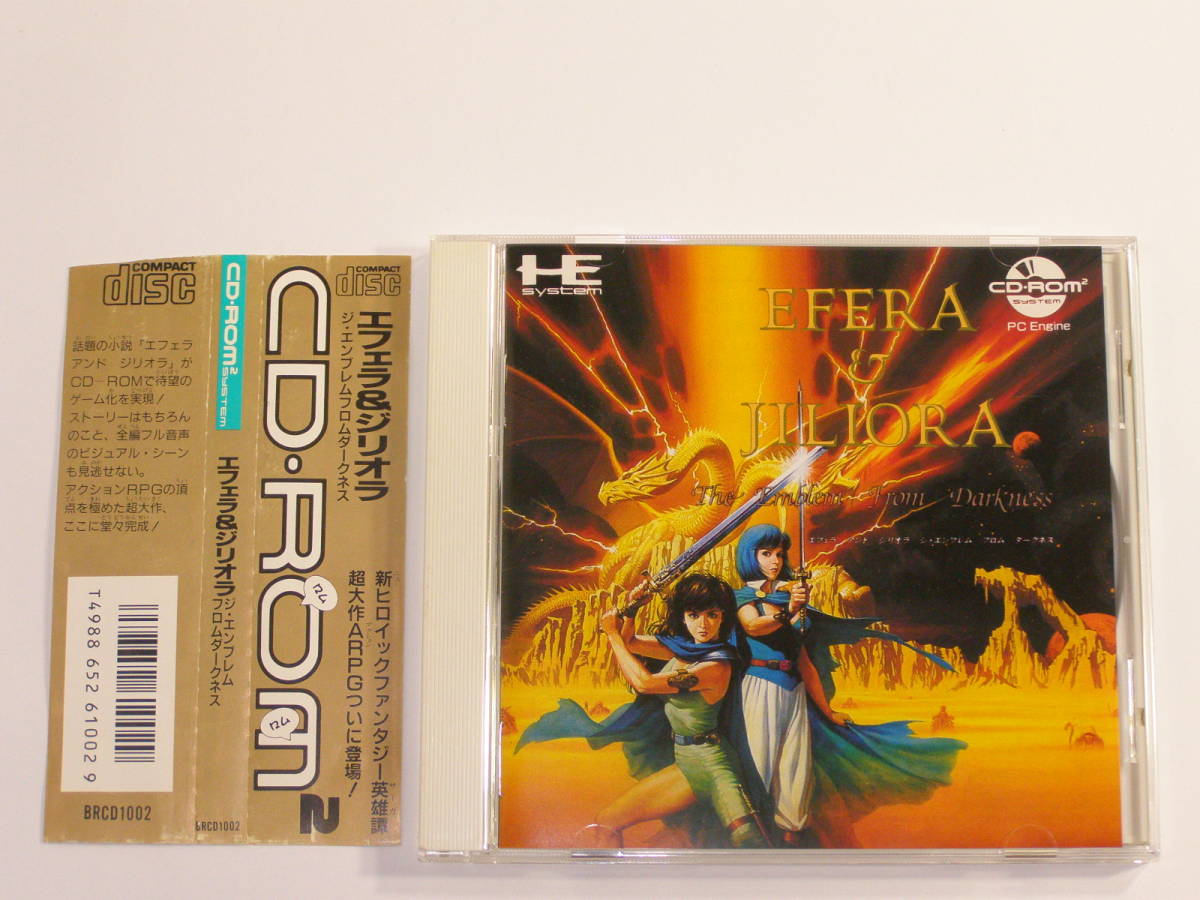 COMPACT
disc
話題の小説「エフェラ
アンド ジリオラ」が
CD-ROMで待望の
ゲーム化を実現！
ストーリーはもちろん
のこと、全編フル音声
のビジュアル・シーン
も見逃せない。
アクションRPGの頂
点を極めた超大作、
ここに堂々完成！
T4988 652 61002 9
BRCD1002
CD・ROM2 SYSTEM
エフェラ&ジリオラ
ジ・エンブレム
フロムダークネス
BRCD1002
CD・ROM2
ロム
ロム
COMPACT
disc
エフェラ&ジリオラ
ジ・エンブレムフロムダークネス
新ヒロイックファンタジー英雄譚
サーガ
超大作ARPGついに登場！
HE
system
CD・ROM2
SYSTEM
PC Engine
EFERA
&
JILIORA
The Emblem From Darkness
エフェラ アンド ジリオラ ジ・エンブレム フロム ダークネス